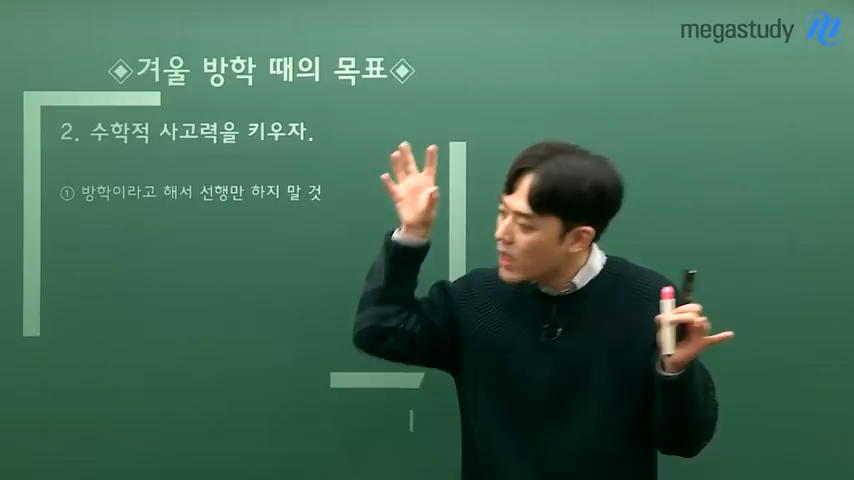 megastudy
◈겨울 방학 때의 목표◈
2. 수학적 사고력을 키우자.
① 방학이라고 해서 선행만 하지 말 것